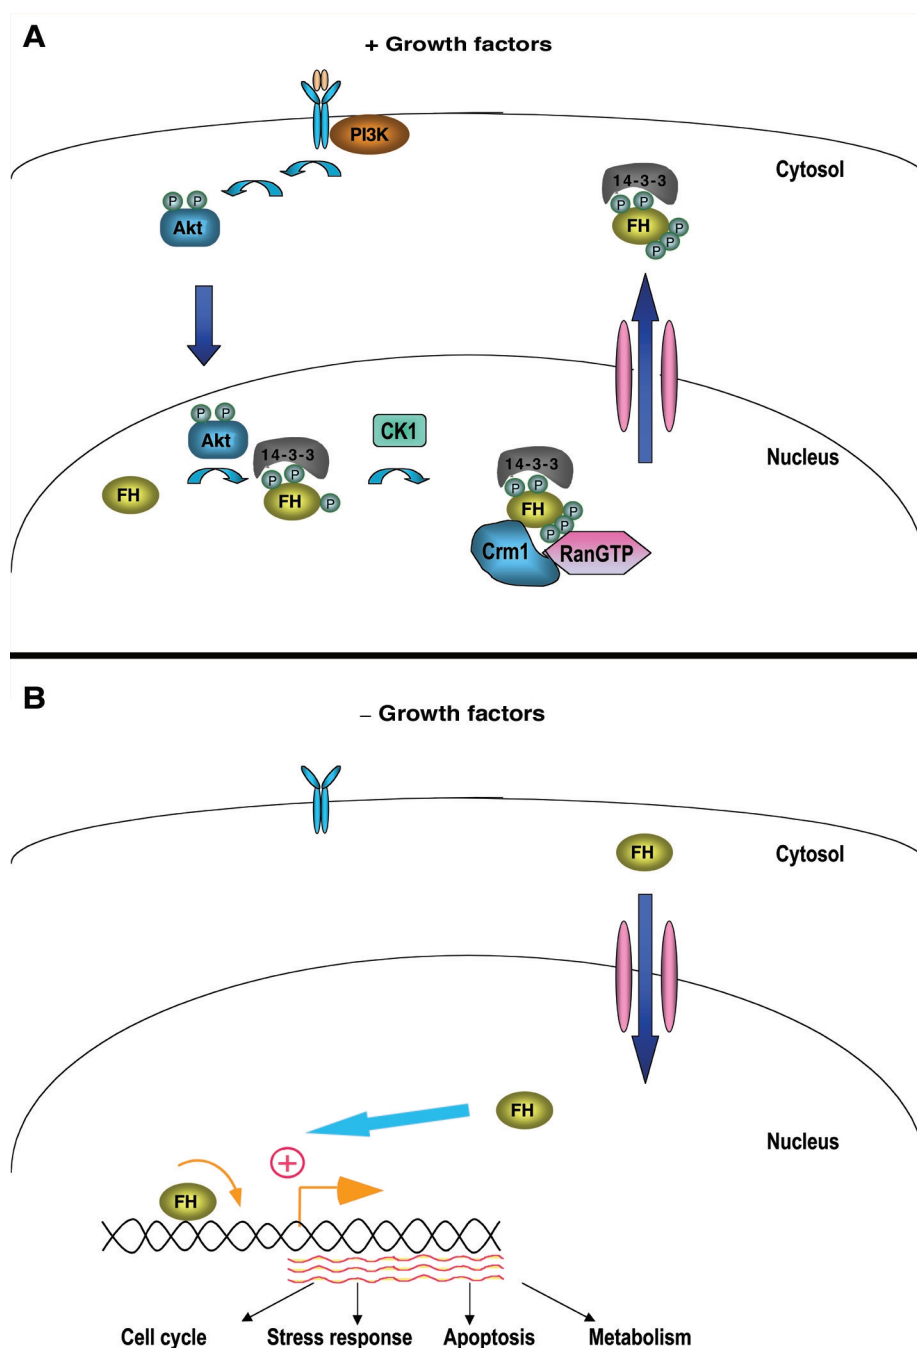 A
+ Growth factors
PI3K
Cytosol
P P
Akt
14-3-3
P P
FH
P
P
P
P P
Akt
CK1
Nucleus
14-3-3
P P
FH
P
FH
14-3-3
P P
FH
P
P
P
Crm1
RanGTP
B
– Growth factors
FH
Cytosol
FH
Nucleus
+
FH
Cell cycle
Stress response
Apoptosis
Metabolism